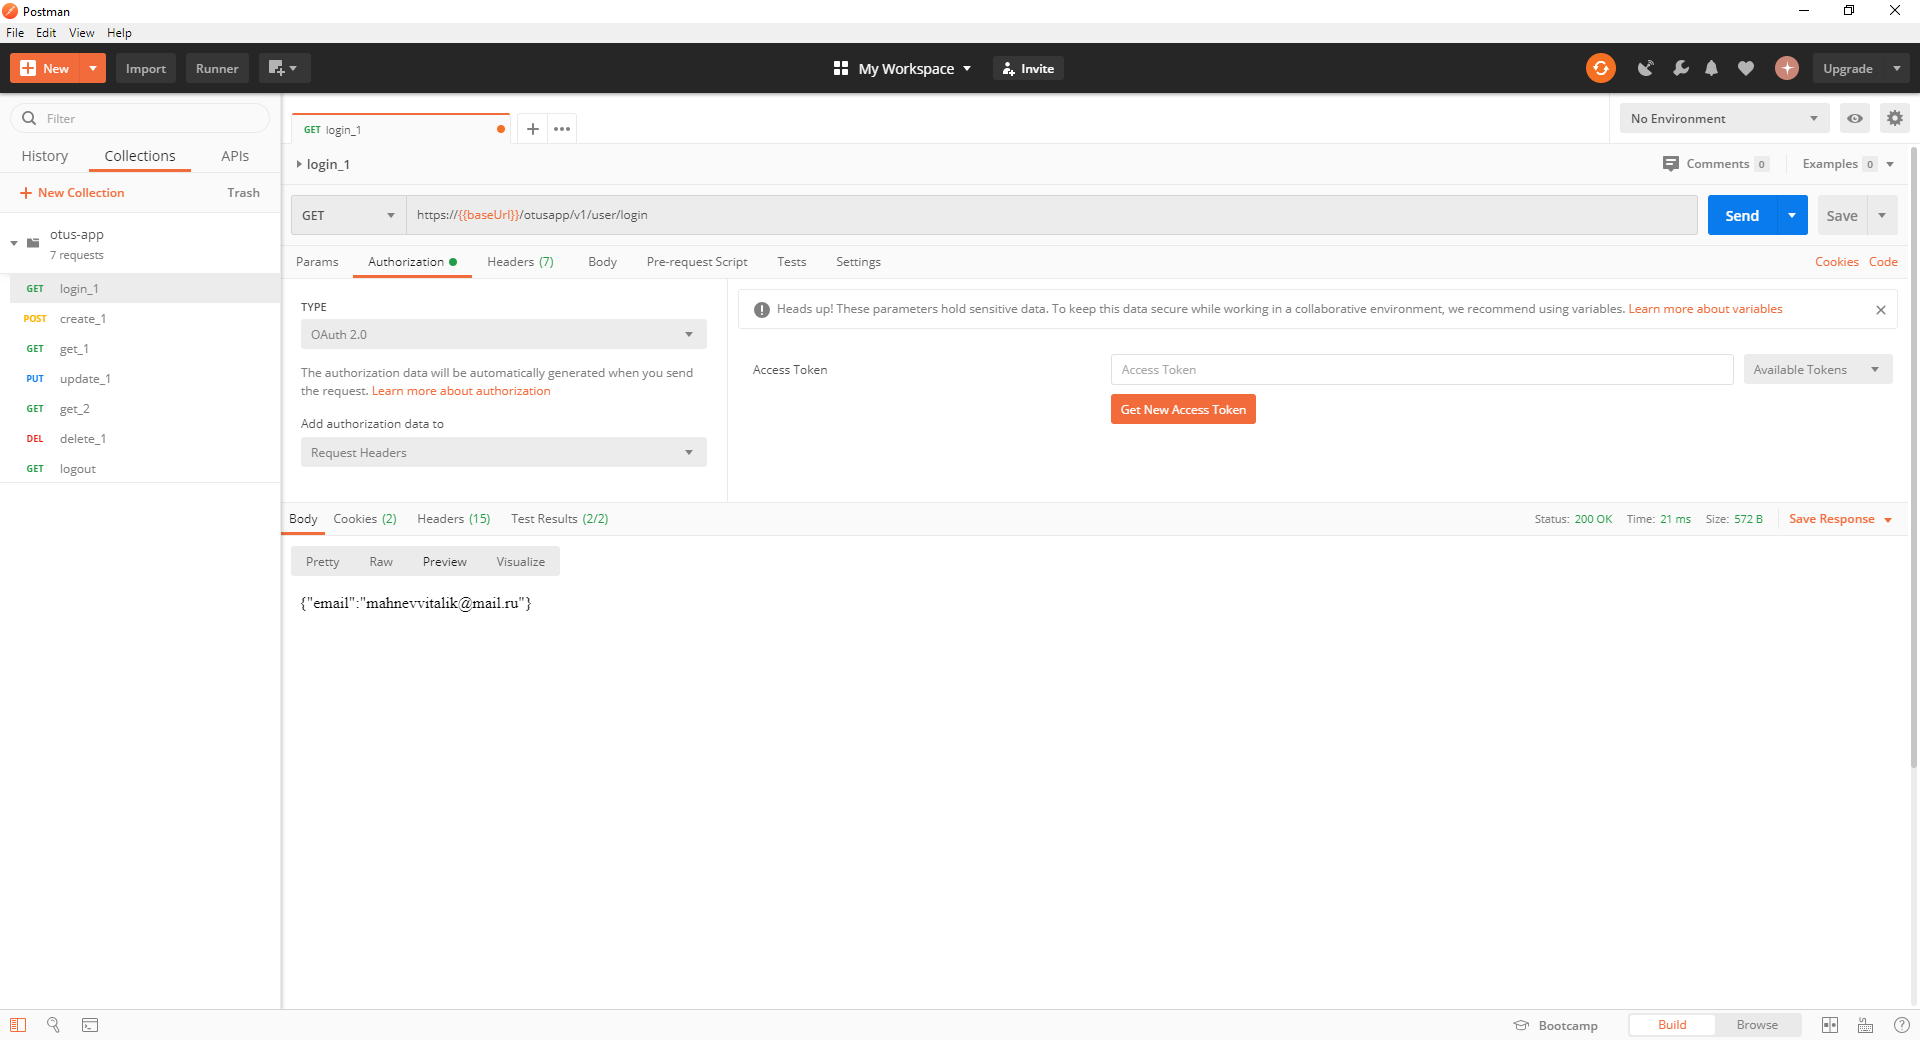 Postman
File Edit View Help
New Import Runner My Workspace Invite Upgrade
Filter
History Collections APIs
New Collection Trash
otus-app
7 requests
GET login_1
POST create_1
GET get_1
PUT update_1
GET get_2
DEL delete_1
GET logout
GET login_1
No Environment
login_1
Comments 0 Examples 0
GET https://{{baseUrl}}/otusapp/v1/user/login Send Save
Params Authorization Headers (7) Body Pre-request Script Tests Settings Cookies Code
TYPE
OAuth 2.0
The authorization data will be automatically generated when you send
the request. Learn more about authorization
Add authorization data to
Request Headers
Heads up! These parameters hold sensitive data. To keep this data secure while working in a collaborative environment, we recommend using variables. Learn more about variables
Access Token Access Token Available Tokens
Get New Access Token
Body Cookies (2) Headers (15) Test Results (2/2) Status: 200 OK Time: 21 ms Size: 572 B Save Response
Pretty Raw Preview Visualize
{"email":"mahnevvitalik@mail.ru"}
Bootcamp Build Browse